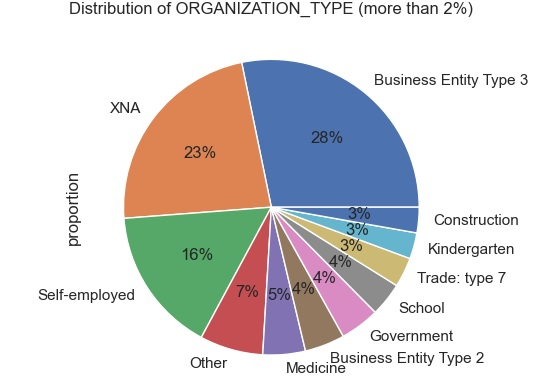 Distribution of ORGANIZATION_TYPE (more than 2%)
Business Entity Type 3
28%
XNA
23%
proportion
Self-employed
16%
Other
7%
Medicine
5%
Business Entity Type 2
4%
Government
4%
School
4%
Trade: type 7
3%
Kindergarten
3%
Construction
3%